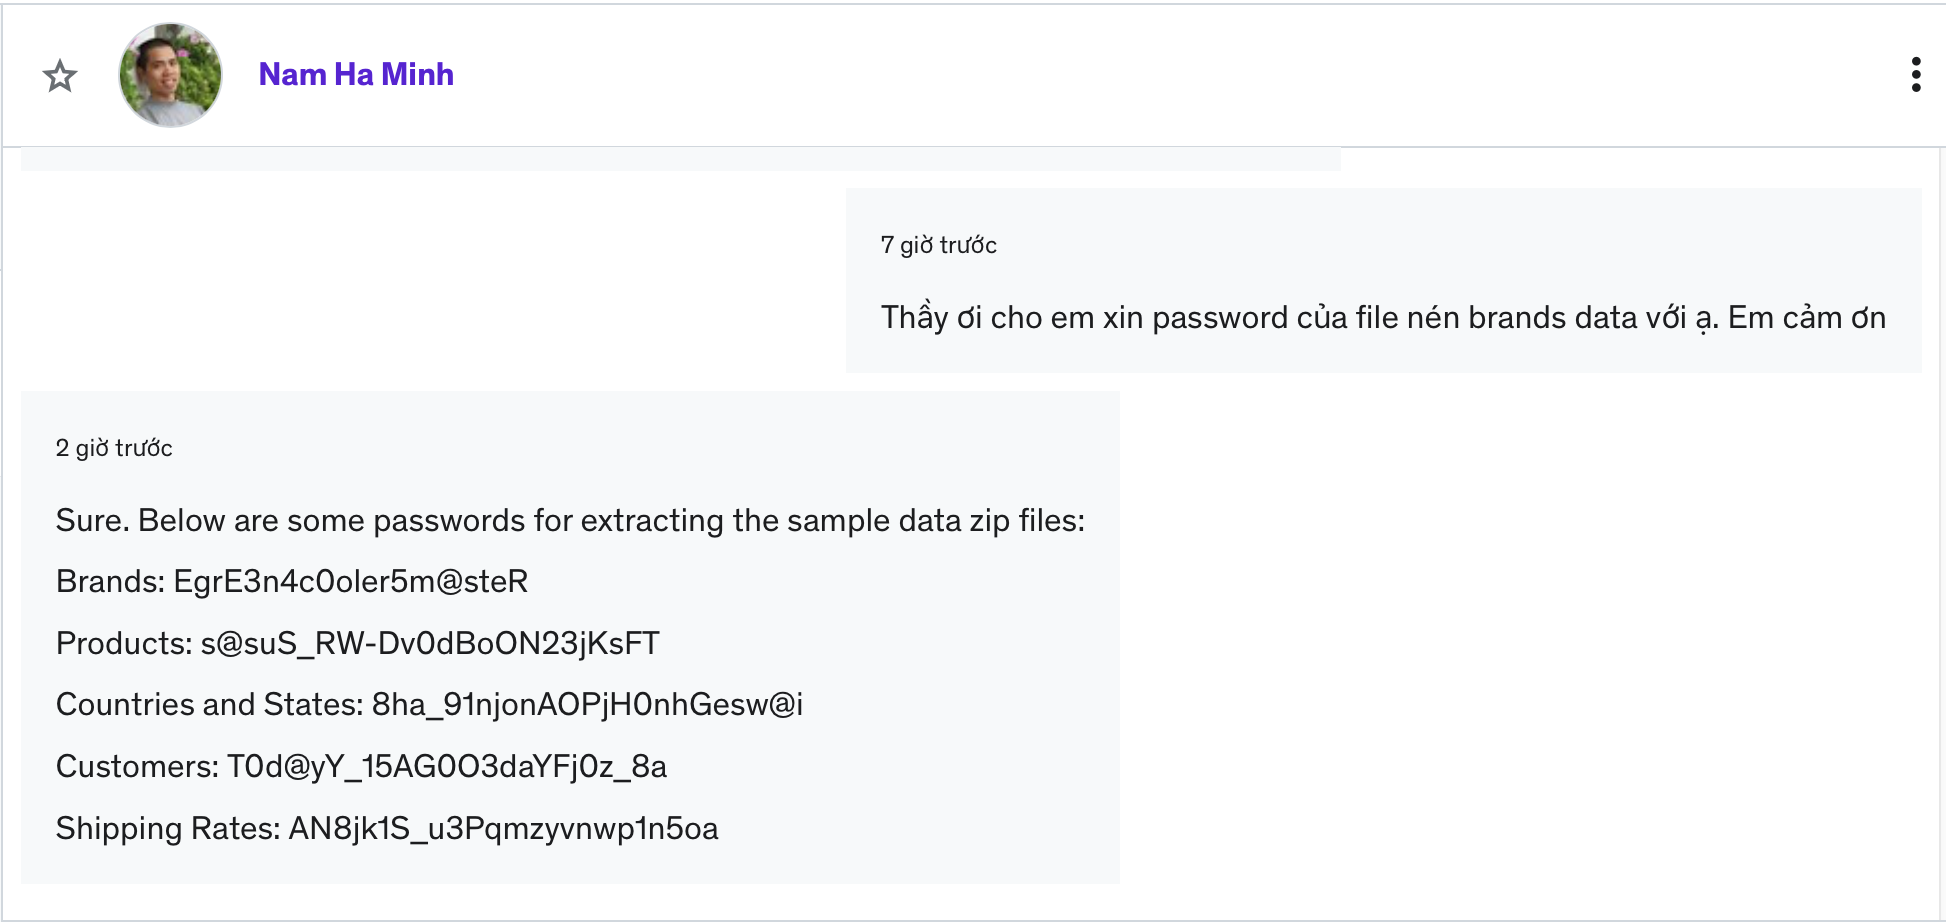 Nam Ha Minh
7 giờ trước
Thầy ơi cho em xin password của file nén brands data với ạ. Em cảm ơn
2 giờ trước
Sure. Below are some passwords for extracting the sample data zip files:
Brands: EgrE3n4c0oler5m@steR
Products: s@suS_RW-Dv0dBoON23jKsFT
Countries and States: 8ha_91njonAOPjH0nhGesw@i
Customers: T0d@yY_15AG0O3daYFj0z_8a
Shipping Rates: AN8jk1S_u3Pqmzyvnwp1n5oa